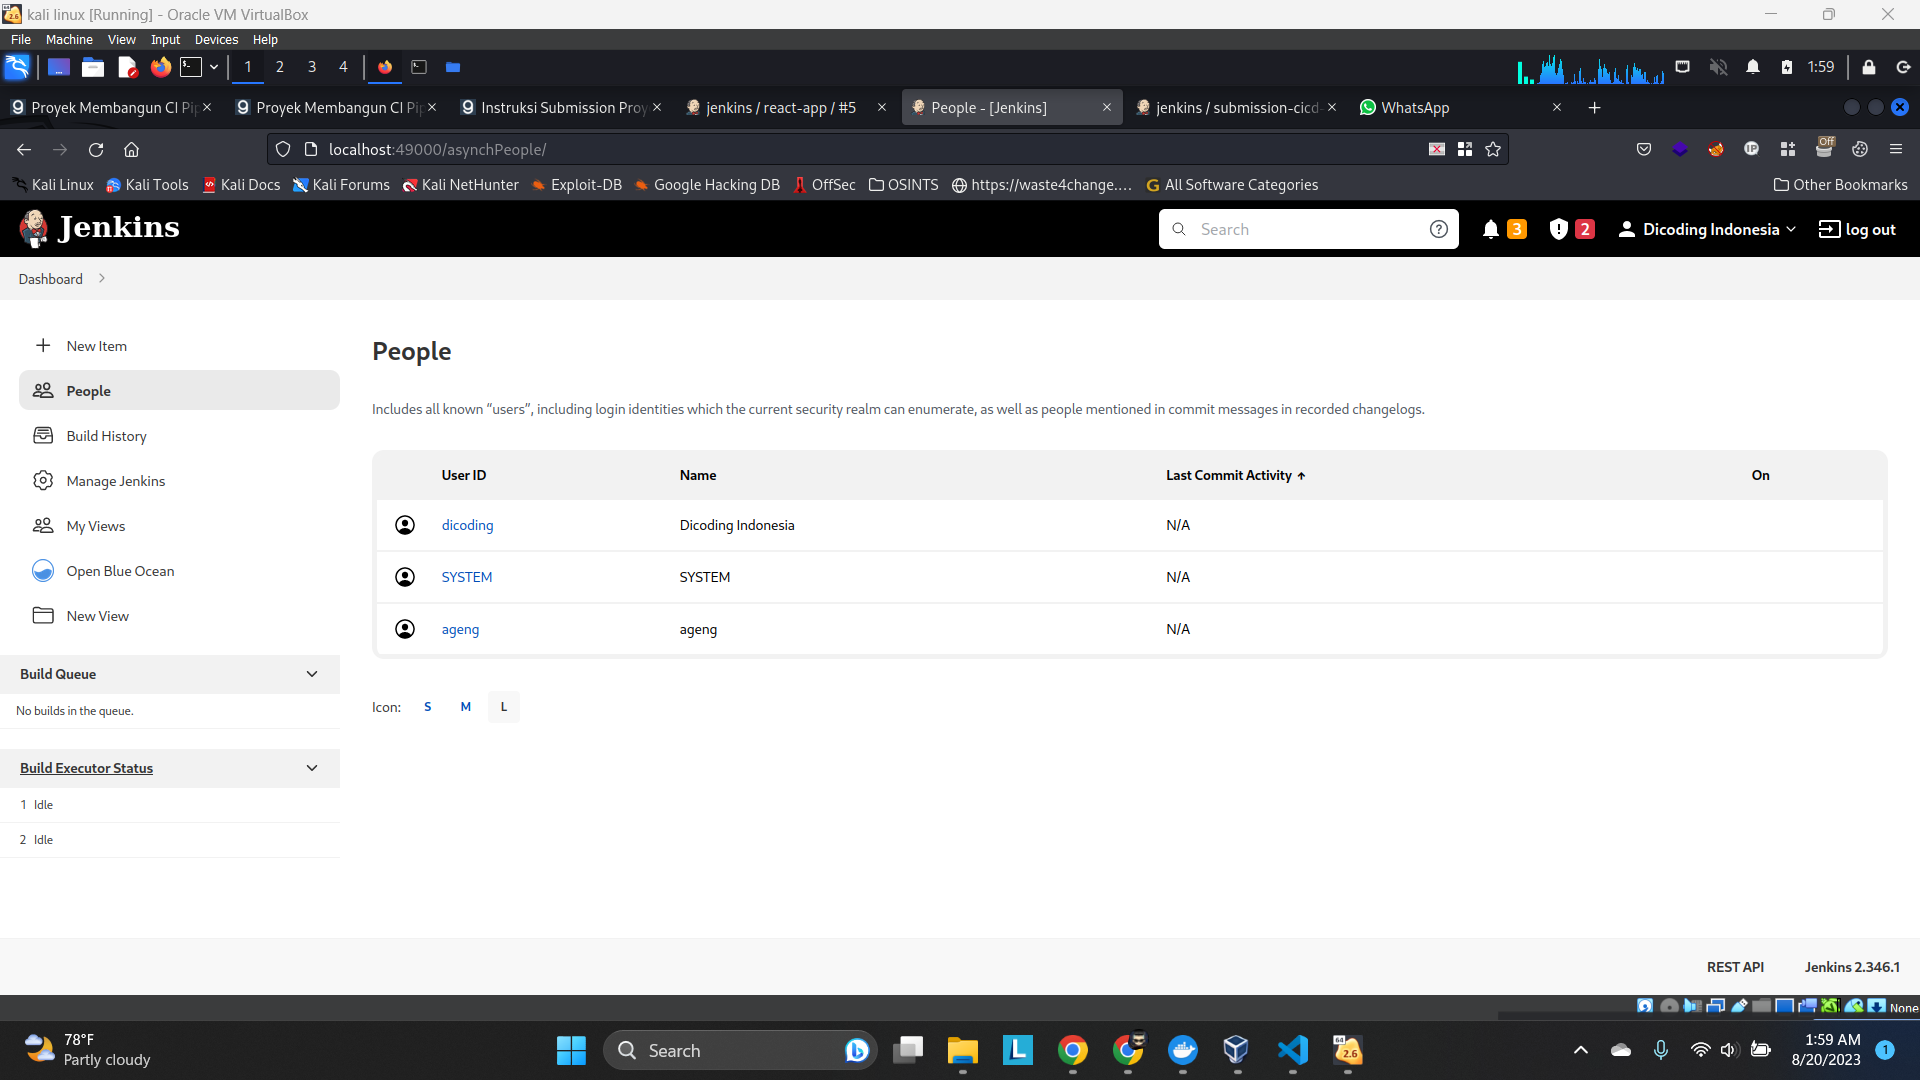 kali linux [Running] - Oracle VM VirtualBox
File Machine View Input Devices Help
1 2 3 4
1:59
Proyek Membangun CI Pip
Proyek Membangun CI Pip
Instruksi Submission Proy
jenkins / react-app / #5
People - [Jenkins]
jenkins / submission-cicd-
WhatsApp
localhost:49000/asynchPeople/
Off
IP
Kali Linux
Kali Tools
Kali Docs
Kali Forums
Kali NetHunter
Exploit-DB
Google Hacking DB
OffSec
OSINTS
https://waste4change....
All Software Categories
Other Bookmarks
Jenkins
Search
3
2
Dicoding Indonesia
log out
Dashboard
New Item
People
Build History
Manage Jenkins
My Views
Open Blue Ocean
New View
Build Queue
No builds in the queue.
Build Executor Status
1 Idle
2 Idle
People
Includes all known “users”, including login identities which the current security realm can enumerate, as well as people mentioned in commit messages in recorded changelogs.
User ID Name Last Commit Activity ↑ On
dicoding Dicoding Indonesia N/A
SYSTEM SYSTEM N/A
ageng ageng N/A
Icon: S M L
REST API Jenkins 2.346.1
None
78°F
Partly cloudy
Search
L
64
2.6
1:59 AM
8/20/2023
1